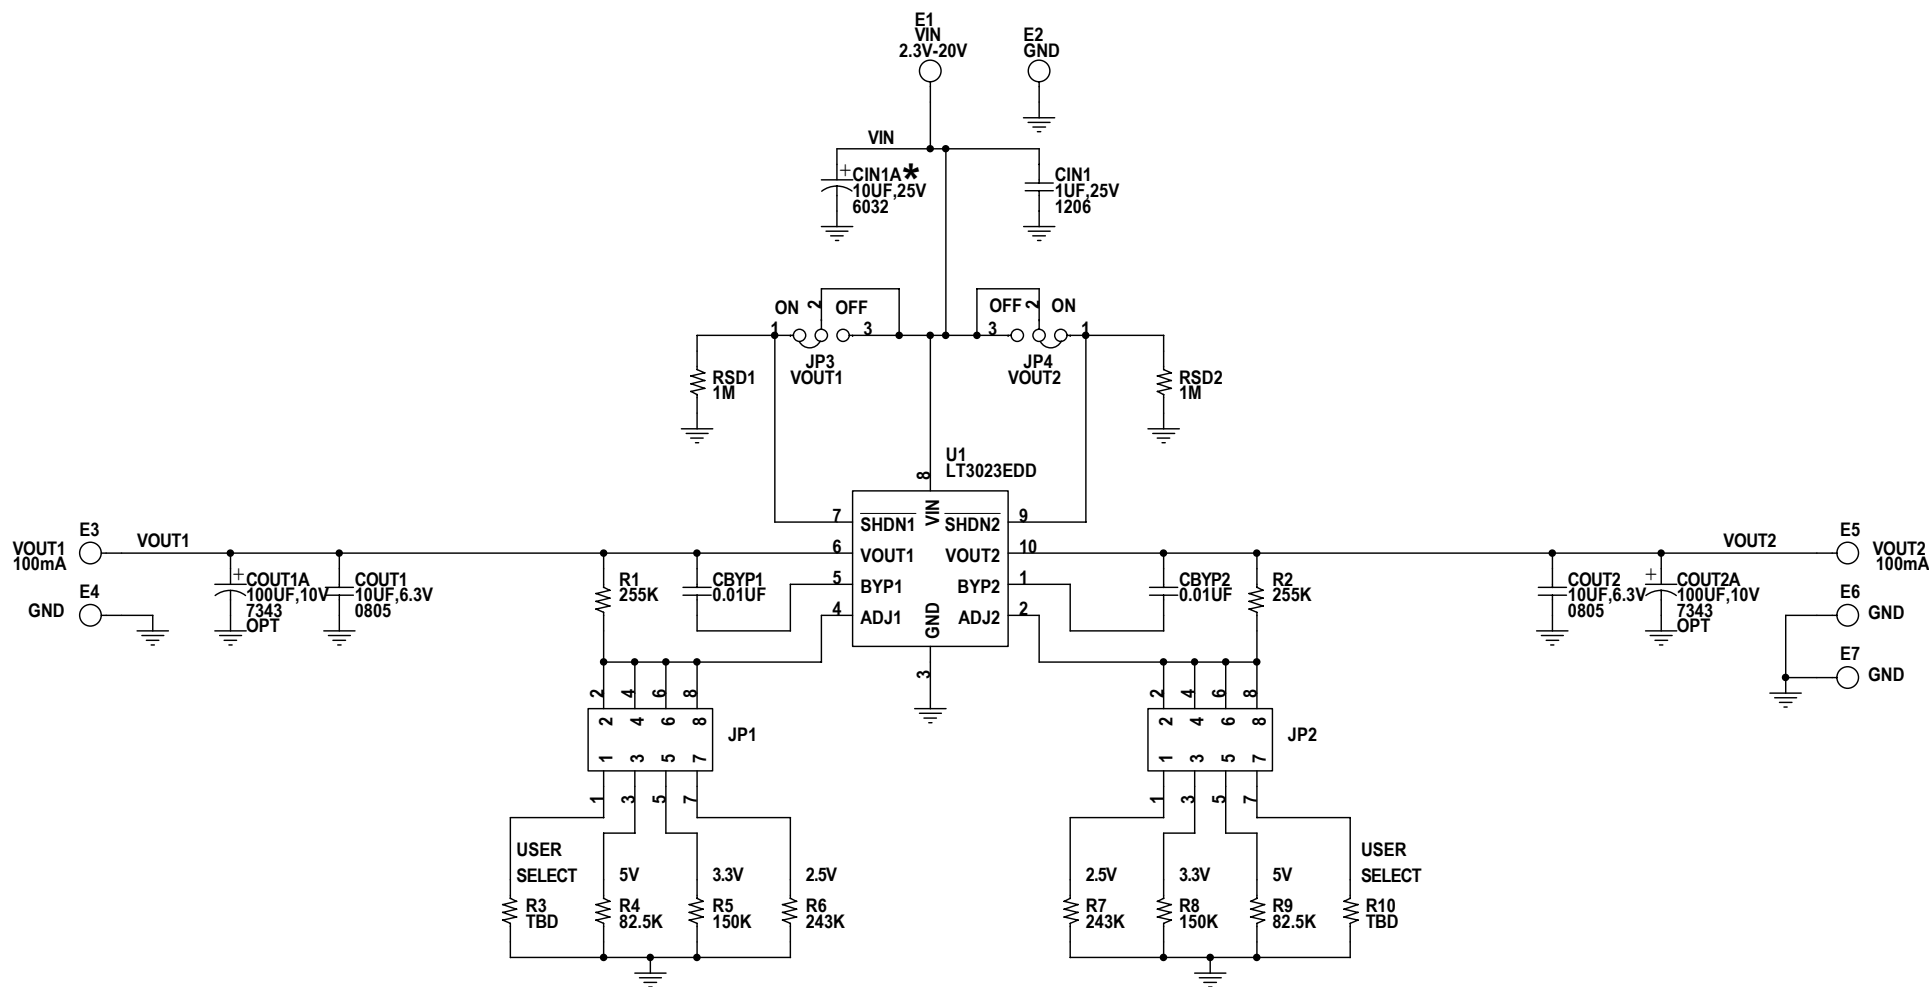 E1
VIN
2.3V-20V
E2
GND
VIN
+
CIN1A*
10UF,25V
6032
CIN1
1UF,25V
1206
ON
2
OFF
1
3
JP3
VOUT1
OFF
2
ON
3
1
JP4
VOUT2
RSD1
1M
RSD2
1M
U1
LT3023EDD
8
7
SHDN1
VIN
SHDN2
9
6
VOUT1
VOUT2
10
5
BYP1
BYP2
1
4
ADJ1
GND
ADJ2
2
3
E3
VOUT1
100mA
VOUT1
E4
GND
+
COUT1A
100UF,10V
7343
OPT
COUT1
10UF,6.3V
0805
R1
255K
CBYP1
0.01UF
CBYP2
0.01UF
R2
255K
COUT2
10UF,6.3V
0805
+
COUT2A
100UF,10V
7343
OPT
VOUT2
E5
VOUT2
100mA
E6
GND
E7
GND
2 4 6 8
2 4 6 8
JP1
1 3 5 7
1 3 5 7
2 4 6 8
2 4 6 8
JP2
1 3 5 7
1 3 5 7
USER
SELECT
5V
3.3V
2.5V
R3
TBD
R4
82.5K
R5
150K
R6
243K
2.5V
3.3V
5V
USER
SELECT
R7
243K
R8
150K
R9
82.5K
R10
TBD